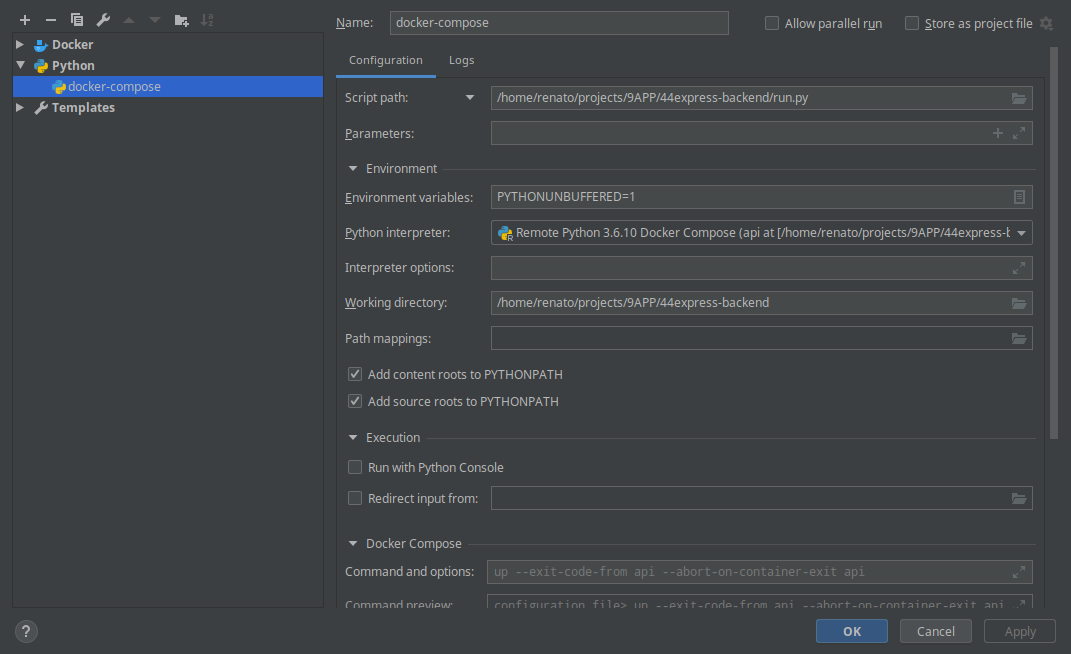 Name: docker-compose Allow parallel run Store as project file
Docker
Python
docker-compose
Templates
Configuration Logs
Script path: /home/renato/projects/9APP/44express-backend/run.py
Parameters:
Environment
Environment variables: PYTHONUNBUFFERED=1
Python interpreter: Remote Python 3.6.10 Docker Compose (api at [/home/renato/projects/9APP/44express-b
Interpreter options:
Working directory: /home/renato/projects/9APP/44express-backend
Path mappings:
Add content roots to PYTHONPATH
Add source roots to PYTHONPATH
Execution
Run with Python Console
Redirect input from:
Docker Compose
Command and options: up --exit-code-from api --abort-on-container-exit api
Command preview: configuration file> up --exit-code-from api --abort-on-container-exit api
? OK Cancel Apply